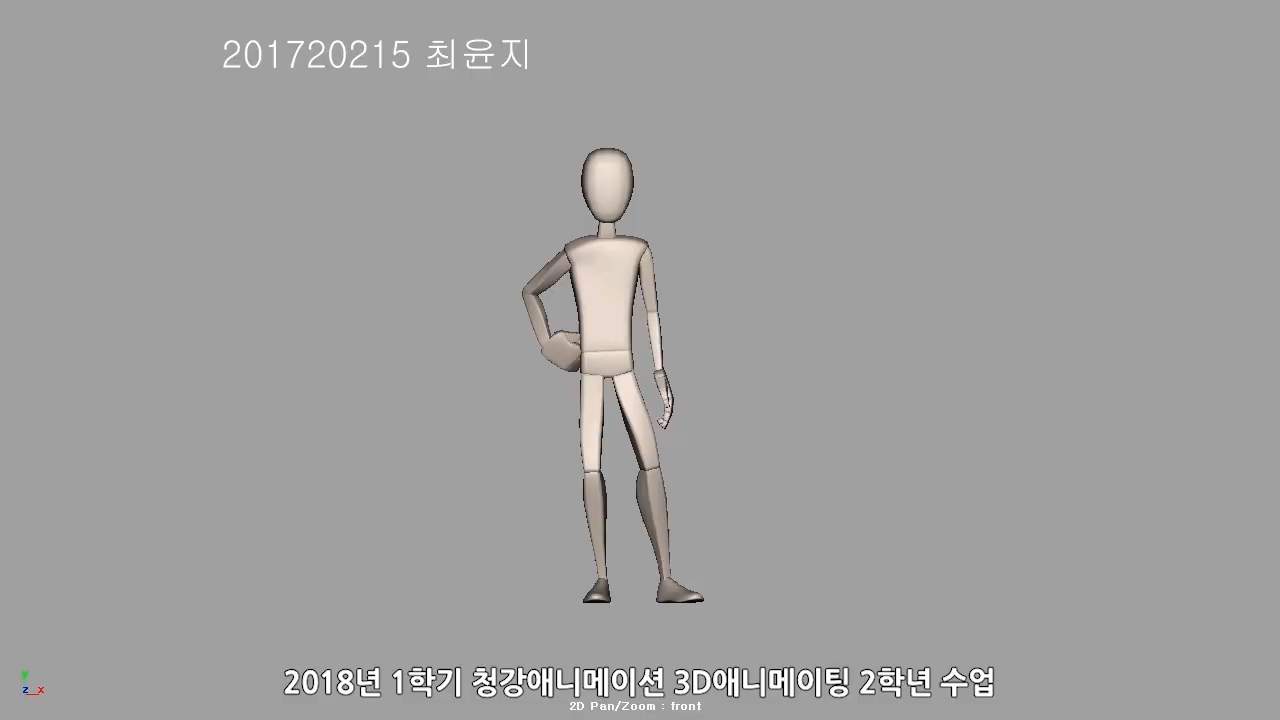 201720215 최윤지
2018년 1학기 청강애니메이션 3D애니메이팅 2학년 수업
2D Pan/Zoom : front
y
z x